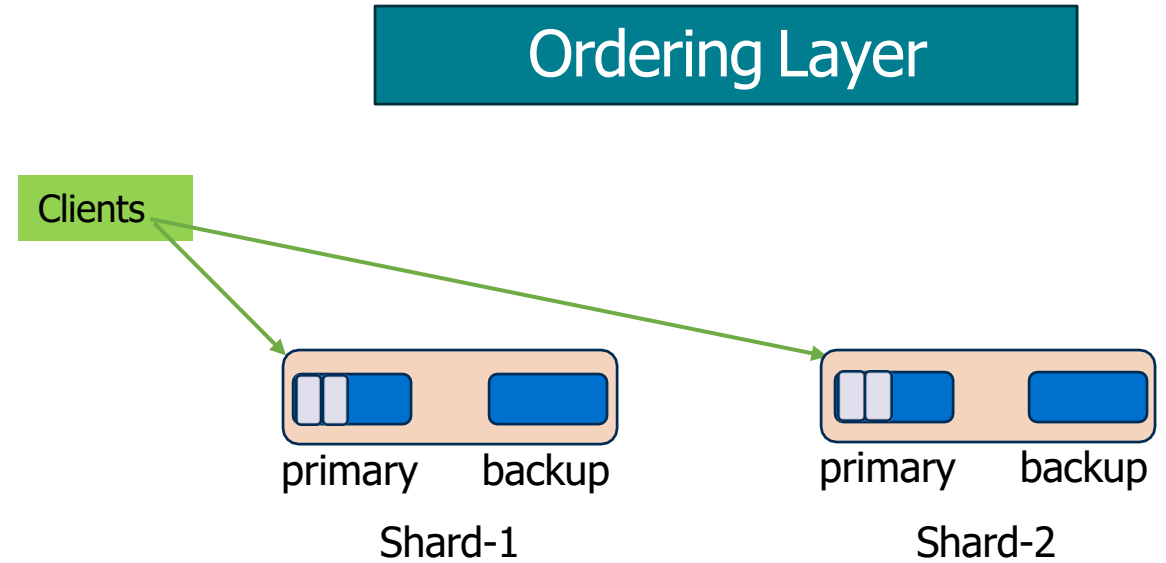 Ordering Layer
Clients
primary
backup
primary
backup
Shard-1
Shard-2